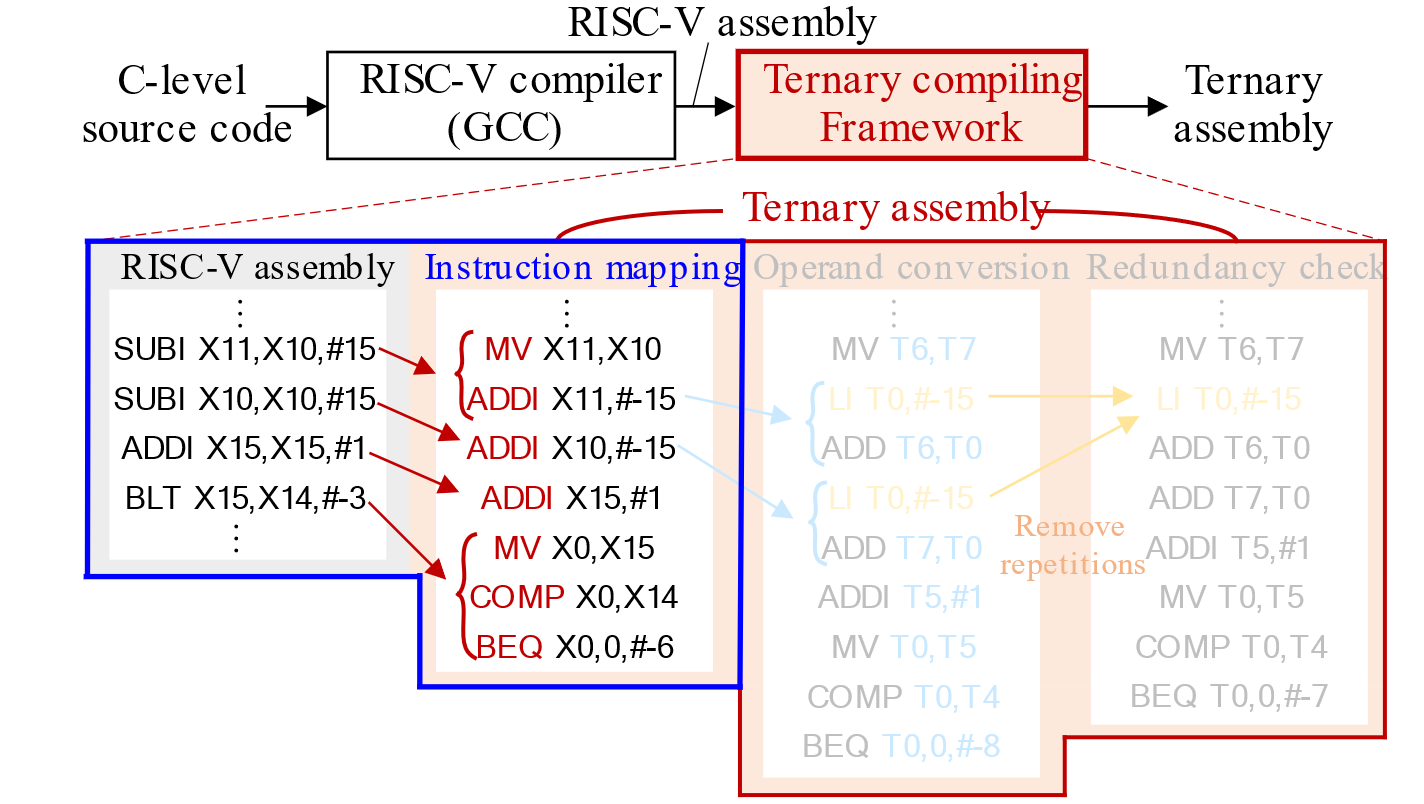 RISC-V assembly
C-level
source code
RISC-V compiler
(GCC)
Ternary compiling
Framework
Ternary
assembly
Ternary assembly
RISC-V assembly
⋮
SUBI X11,X10,#15
SUBI X10,X10,#15
ADDI X15,X15,#1
BLT X15,X14,#-3
⋮
Instruction mapping
⋮
MV X11,X10
ADDI X11,#-15
ADDI X10,#-15
ADDI X15,#1
MV X0,X15
COMP X0,X14
BEQ X0,0,#-6
Operand conversion
⋮
MV T6,T7
LI T0,#-15
ADD T6,T0
LI T0,#-15
ADD T7,T0
ADDI T5,#1
MV T0,T5
COMP T0,T4
BEQ T0,0,#-8
Remove
repetitions
Redundancy check
⋮
MV T6,T7
LI T0,#-15
ADD T6,T0
ADD T7,T0
ADDI T5,#1
MV T0,T5
COMP T0,T4
BEQ T0,0,#-7